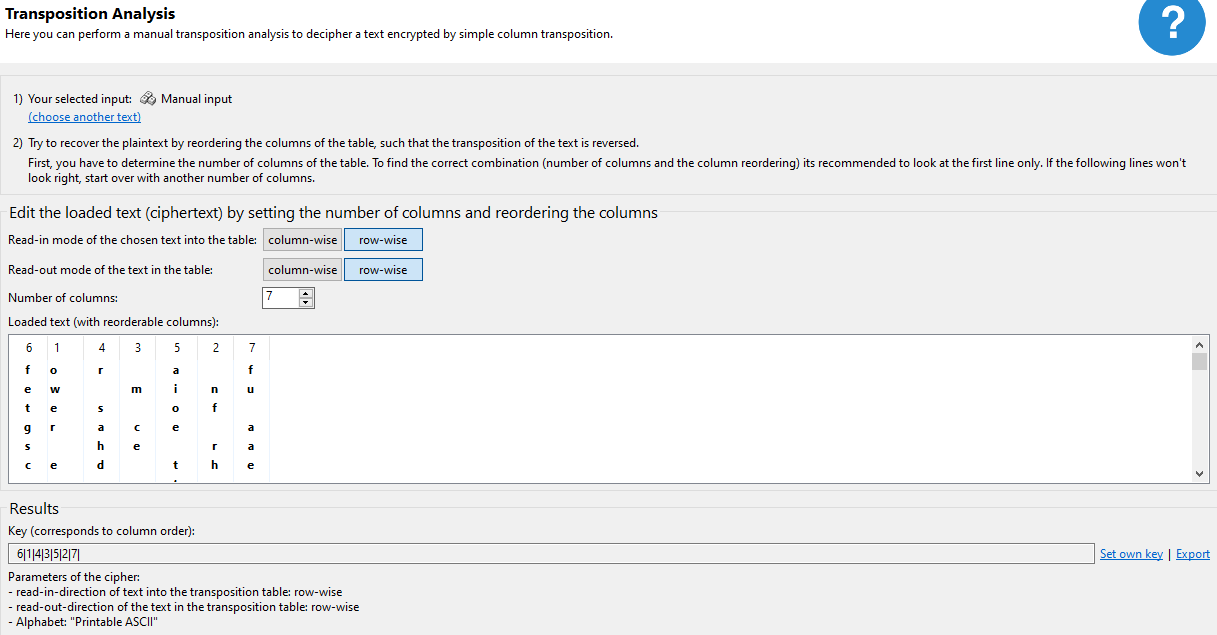 Transposition Analysis
Here you can perform a manual transposition analysis to decipher a text encrypted by simple column transposition.
?
1) Your selected input: Manual input
(choose another text)
2) Try to recover the plaintext by reordering the columns of the table, such that the transposition of the text is reversed.
First, you have to determine the number of columns of the table. To find the correct combination (number of columns and the column reordering) its recommended to look at the first line only. If the following lines won't
look right, start over with another number of columns.
Edit the loaded text (ciphertext) by setting the number of columns and reordering the columns
Read-in mode of the chosen text into the table: column-wise row-wise
Read-out mode of the text in the table: column-wise row-wise
Number of columns: 7
Loaded text (with reorderable columns):
6 1 4 3 5 2 7
f o r a f
e w m i n u
t e s o f
g r a c e a
s h e r a
c e d t h e
Results
Key (corresponds to column order):
6|1|4|3|5|2|7|
Set own key | Export
Parameters of the cipher:
- read-in-direction of text into the transposition table: row-wise
- read-out-direction of the text in the transposition table: row-wise
- Alphabet: "Printable ASCII"